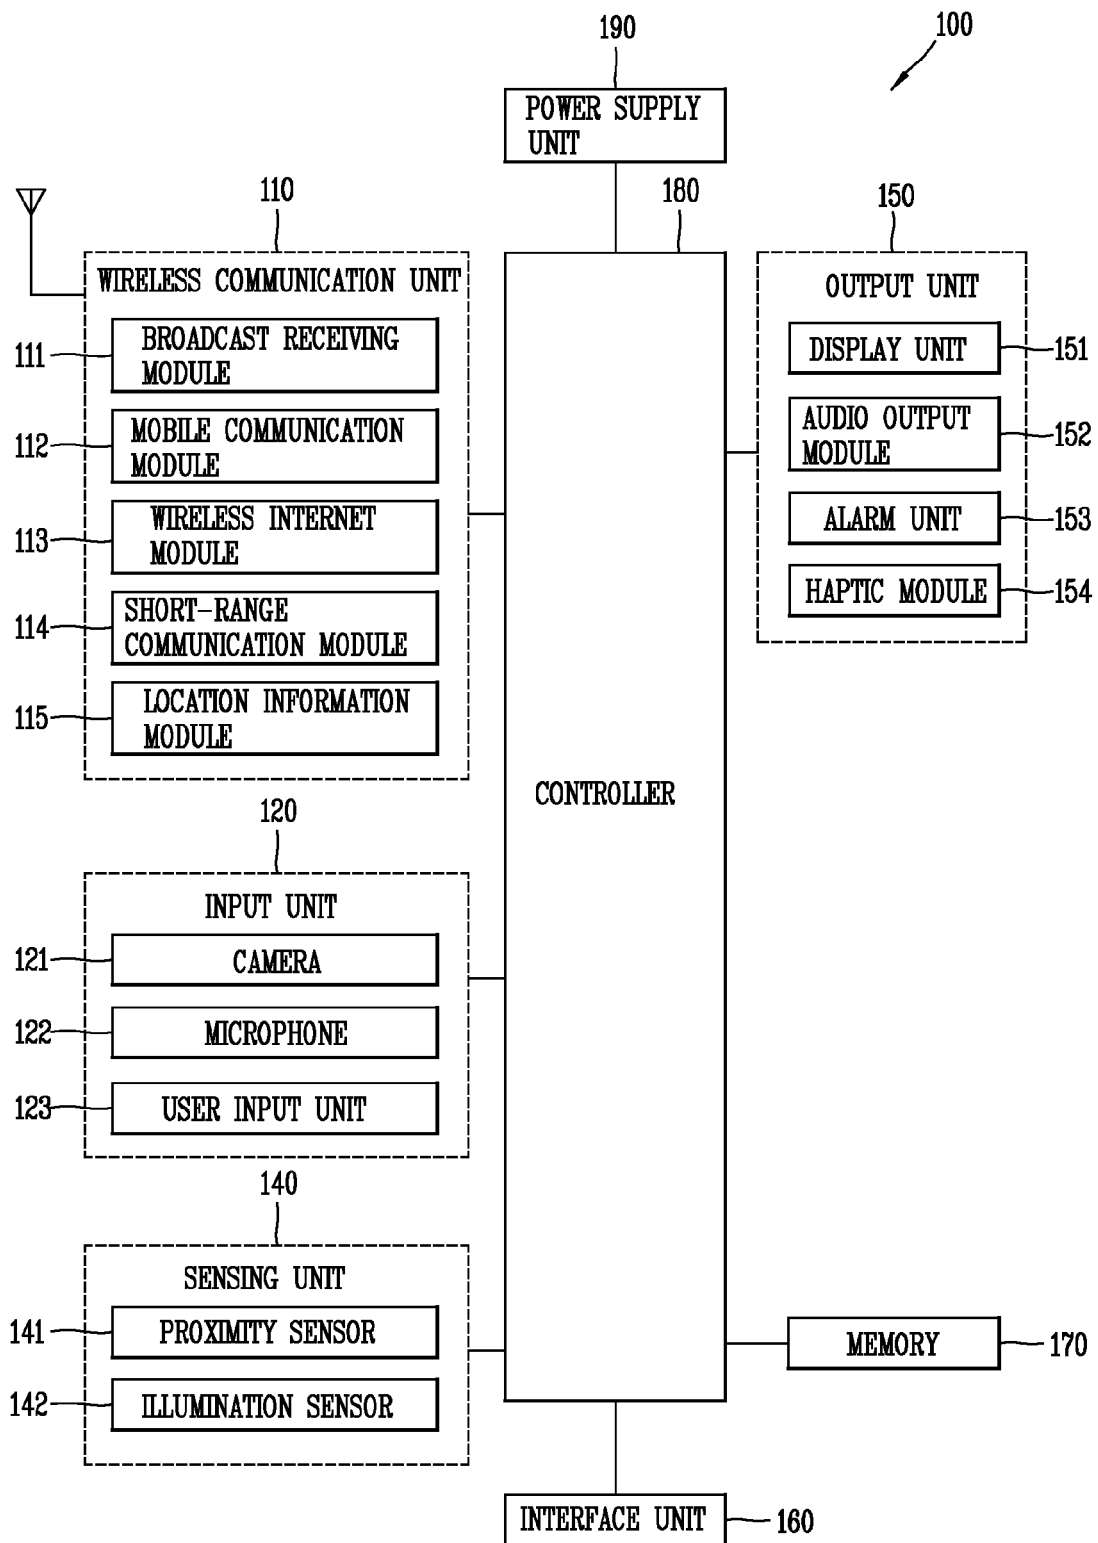 190
100
POWER SUPPLY
UNIT
110
180
150
WIRELESS COMMUNICATION UNIT
111
BROADCAST RECEIVING
MODULE
112
MOBILE COMMUNICATION
MODULE
113
WIRELESS INTERNET
MODULE
114
SHORT-RANGE
COMMUNICATION MODULE
115
LOCATION INFORMATION
MODULE
OUTPUT UNIT
DISPLAY UNIT
151
AUDIO OUTPUT
MODULE
152
ALARM UNIT
153
HAPTIC MODULE
154
CONTROLLER
120
INPUT UNIT
121
CAMERA
122
MICROPHONE
123
USER INPUT UNIT
140
SENSING UNIT
141
PROXIMITY SENSOR
142
ILLUMINATION SENSOR
MEMORY
170
INTERFACE UNIT
160